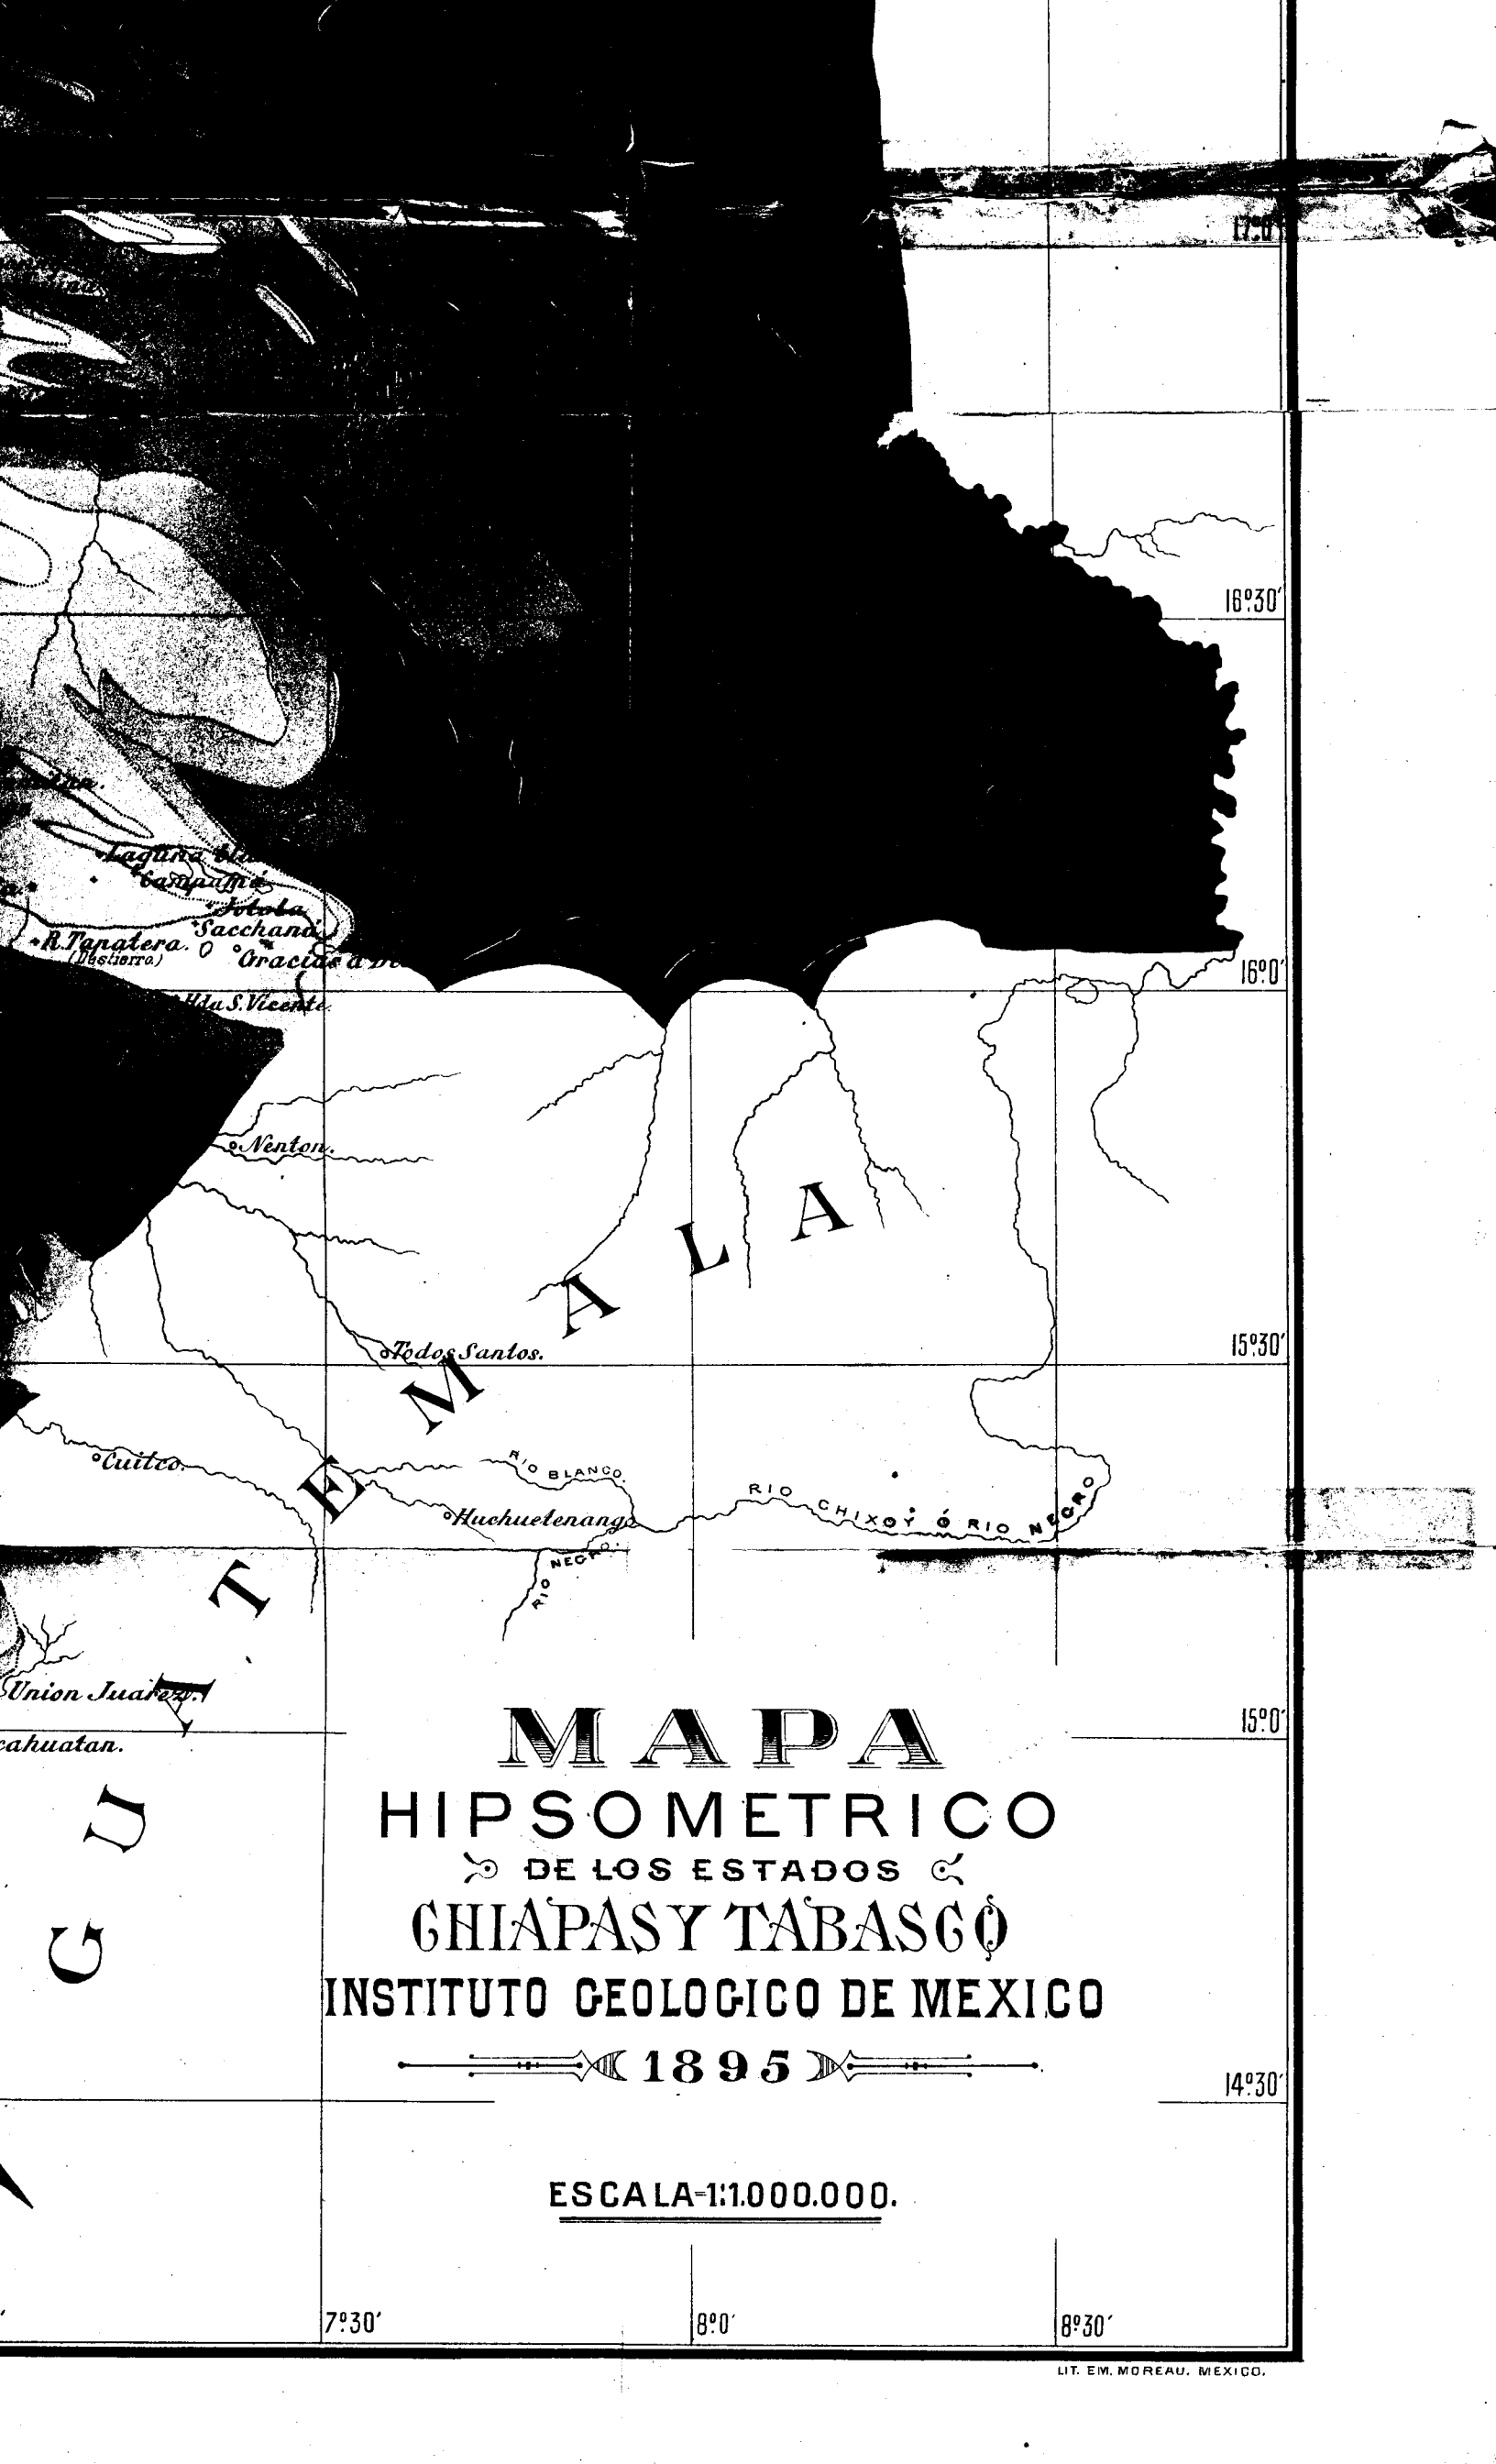 17°0'
16°30'
Sacchaná
R. Tapatera.
(Destierro)
Gracias a
16°0'
Hda S. Vicente.
Nenton.
GUATEMALA
15°30'
Todos Santos.
Cuilco.
RIO BLANCO.
Huehuetenango
RIO CHIXOY Ó RIO NEGRO
RIO NEGRO.
Union Juarez.
15°0'
cahuatan.
MAPA
HIPSOMETRICO
DE LOS ESTADOS
CHIAPAS Y TABASCO
INSTITUTO GEOLOGICO DE MEXICO
1895
14°30'
ESCALA=1:1.000.000.
7°30'
8°0'
8°30'
LIT. EM. MOREAU. MEXICO.